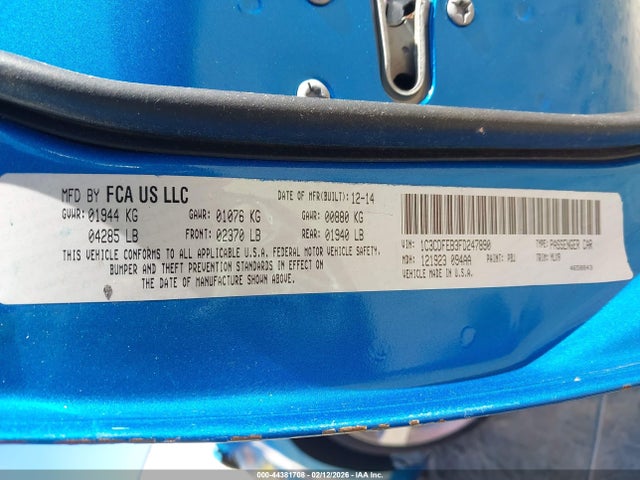 MFD BY FCA US LLC
DATE OF MFR(BUILT): 12-14
GVWR: 01944 KG
GAWR: 01076 KG
GAWR: 00880 KG
04285 LB
FRONT: 02370 LB
REAR: 01940 LB
THIS VEHICLE CONFORMS TO ALL APPLICABLE U.S.A. FEDERAL MOTOR VEHICLE SAFETY,
BUMPER AND THEFT PREVENTION STANDARDS IN EFFECT ON
THE DATE OF MANUFACTURE SHOWN ABOVE.
VIN: 1C3CDFEB3FD247890
TYPE: PASSENGER CAR
MDH: 121923 094AA
PAINT: PBJ
TRIM: MLVR
VEHICLE MADE IN U.S.A.
000-44381708 - 02/12/2026 - IAA Inc.